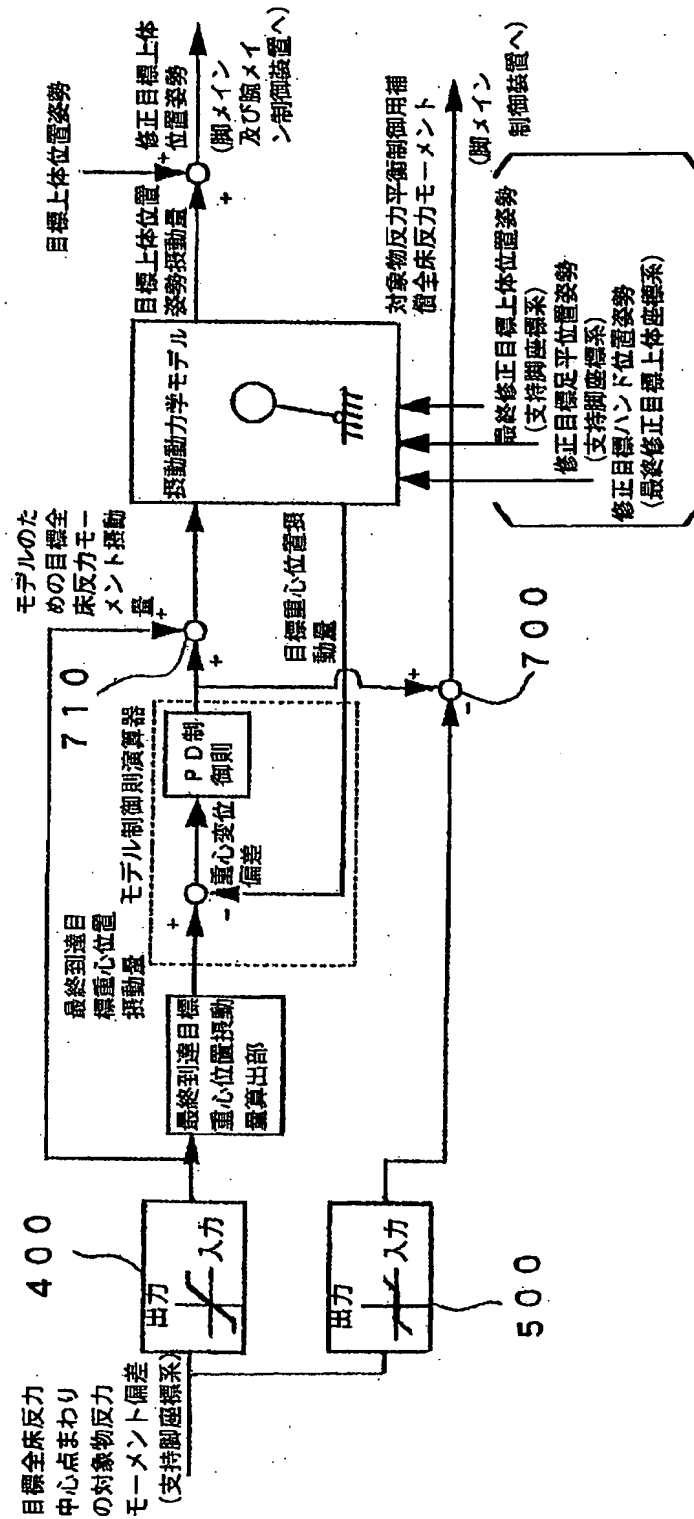 目標全床反力
中心点まわり
の対象物反力
モーメント偏差
(支持脚座標系)
400
出力
入力
500
出力
入力
最終到達目標
重心位置摂動
量算出部
最終到達目
標重心位置
摂動量
モデル制御則演算器
+
-
重心変位
偏差
PD制
御則
710
+
+
モデルのた
めの目標全
床反力モー
メント摂動
量
目標重心位置摂
動量
700
+
-
摂動動力学モデル
最終修正目標上体位置姿勢
(支持脚座標系)
修正目標足平位置姿勢
(支持脚座標系)
修正目標ハンド位置姿勢
(最終修正目標上体座標系)
目標上体位置
姿勢摂動量
目標上体位置姿勢
+
+
修正目標上体
位置姿勢
(脚メイン
及び腕メイ
ン制御装置へ)
対象物反力平衡制御用補
償全床反力モーメント
(脚メイン
制御装置へ)